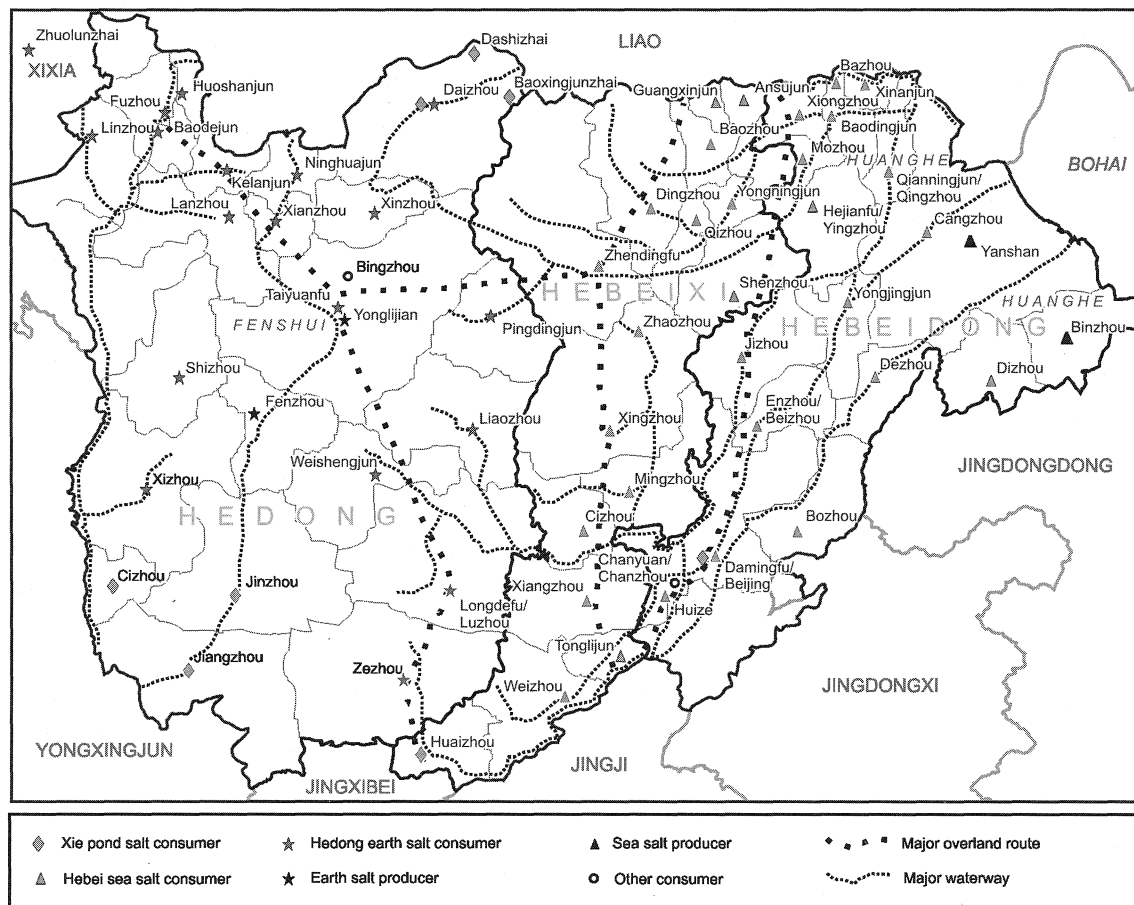 Zhuolunzhai
XIXIA
Dashizhai
LIAO
Huoshanjun
Fuzhou
Daizhou
Baoxingjunzhai
Guangxinjun
Ansujun
Bazhou
Xinanjun
Xiongzhou
Linzhou
Baodejun
Baozhou
Baodingjun
Mozhou
HUANGHE
BOHAI
Ninghuajun
Kelanjun
Qianningjun/
Qingzhou
Lanzhou
Xianzhou
Xinzhou
Dingzhou
Yongningjun
Hejianfu/
Yingzhou
Cangzhou
Qizhou
Yanshan
Zhendingfu
Bingzhou
Taiyuanfu
HEBEIXI
Shenzhou
Yongjingjun
HUANGHE
FENSHUI
Yonglijian
Pingdingjun
Zhaozhou
HEBEIDONG
Binzhou
Jizhou
Shizhou
Dezhou
Dizhou
Fenzhou
Liaozhou
Xingzhou
Enzhou/
Beizhou
Weishengjun
JINGDONGDONG
Xizhou
Mingzhou
HEDONG
Cizhou
Bozhou
Cizhou
Jinzhou
Chanyuan/
Chanzhou
Damingfu/
Beijing
Xiangzhou
Longdefu/
Luzhou
Huize
Jiangzhou
Zezhou
Tonglijun
Weizhou
JINGDONGXI
YONGXINGJUN
Huaizhou
JINGJI
JINGXIBEI
Xie pond salt consumer
Hedong earth salt consumer
Sea salt producer
Major overland route
Hebei sea salt consumer
Earth salt producer
Other consumer
Major waterway